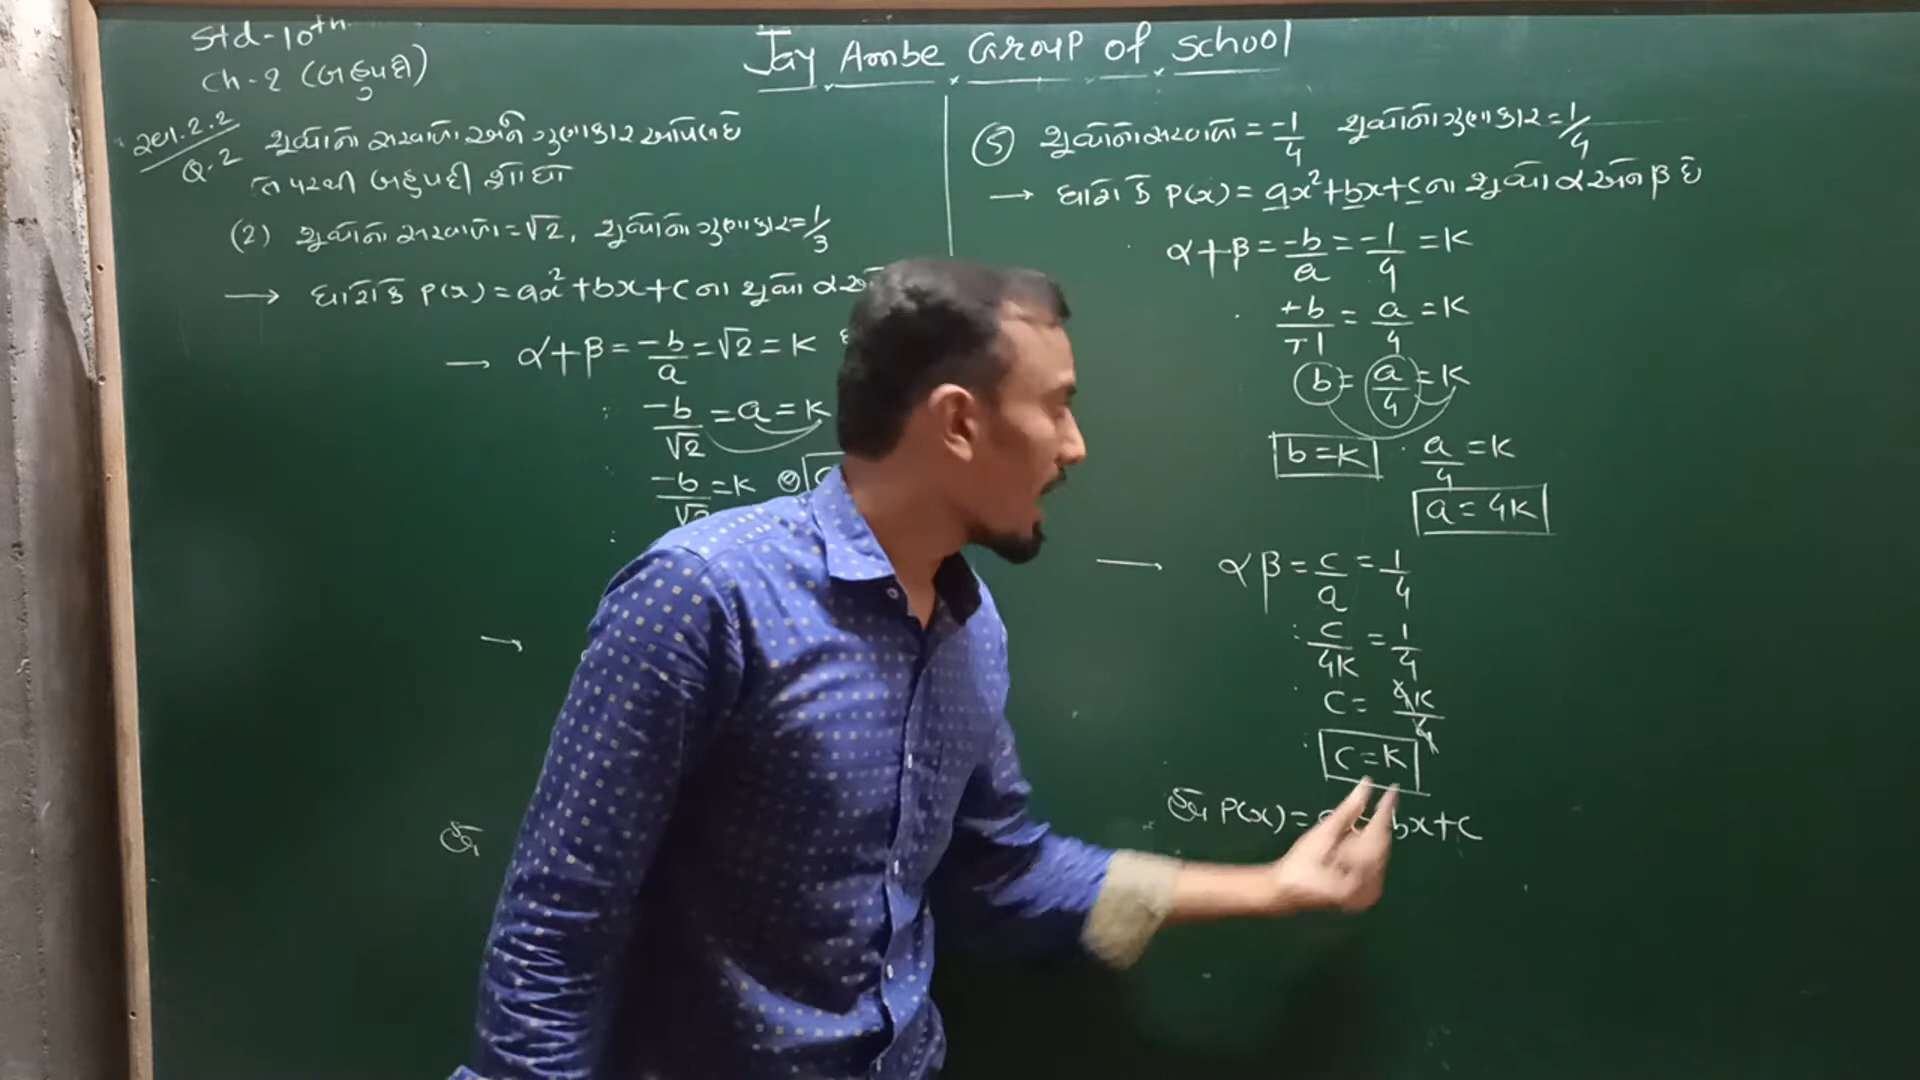 Jay Ambe Group of School
Std-10th
Ch-2 (બહુપદી)
સ્વા.2.2
Q.2
શૂન્યોનો સરવાળો અને ગુણાકાર આપેલ છે
તે પરથી બહુપદી શોધો
(2) શૂન્યોનો સરવાળો = √2, શૂન્યોનો ગુણાકાર = 1/3
→ ધારો કે P(x) = ax² + bx + c ના શૂન્યો α અને
→ α + β = -b/a = √2 = K
∴ -b/√2 = a = K
∴ -b/√2 = K
→
હવે
⑤ શૂન્યોનો સરવાળો = -1/4 શૂન્યોનો ગુણાકાર = 1/4
→ ધારો કે P(x) = ax² + bx + c ના શૂન્યો α અને β છે
α + β = -b/a = -1/4 = K
∴ +b/+1 = a/4 = K
b = a/4 = K
b = K ∴ a/4 = K
a = 4K
→ αβ = c/a = 1/4
∴ c/4K = 1/4
∴ C = 4K/4
∴ C = K
હવે P(x) = bx + c